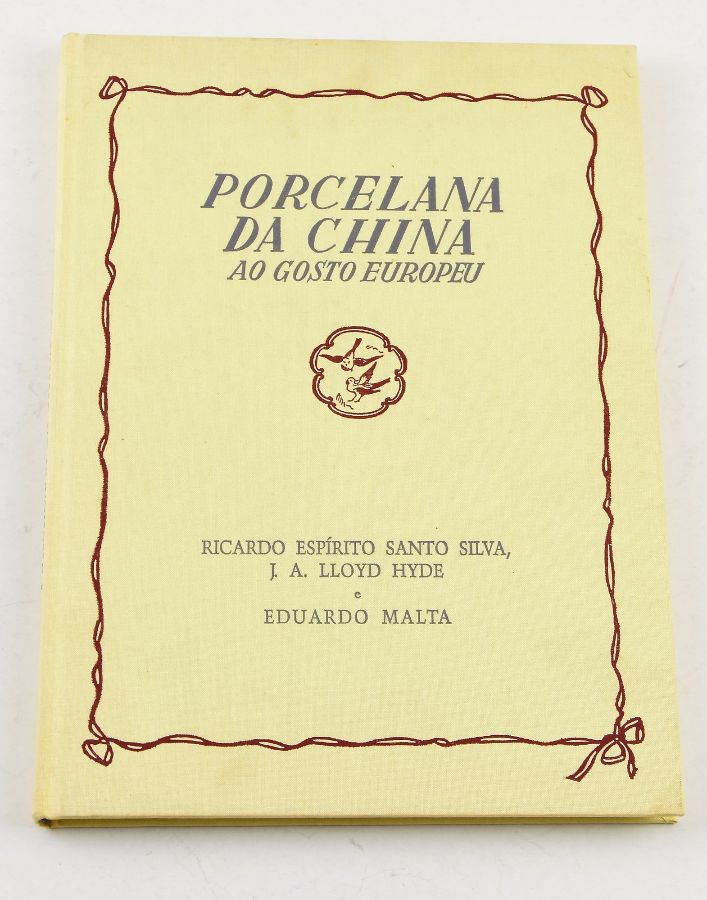 PORCELANA
DA CHINA
AO GOSTO EUROPEU
RICARDO ESPÍRITO SANTO SILVA,
J. A. LLOYD HYDE
e
EDUARDO MALTA